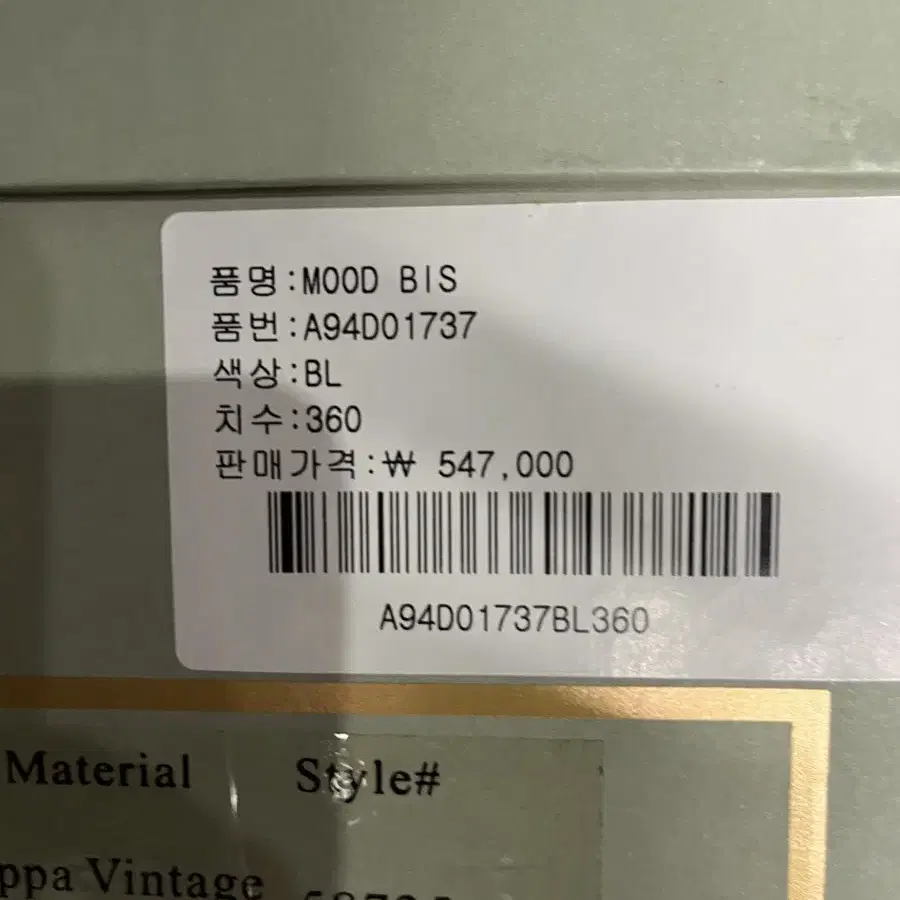 품명:MOOD BIS
품번:A94D01737
색상:BL
치수:360
판매가격:₩ 547,000
A94D01737BL360
Material Style#
Vintage